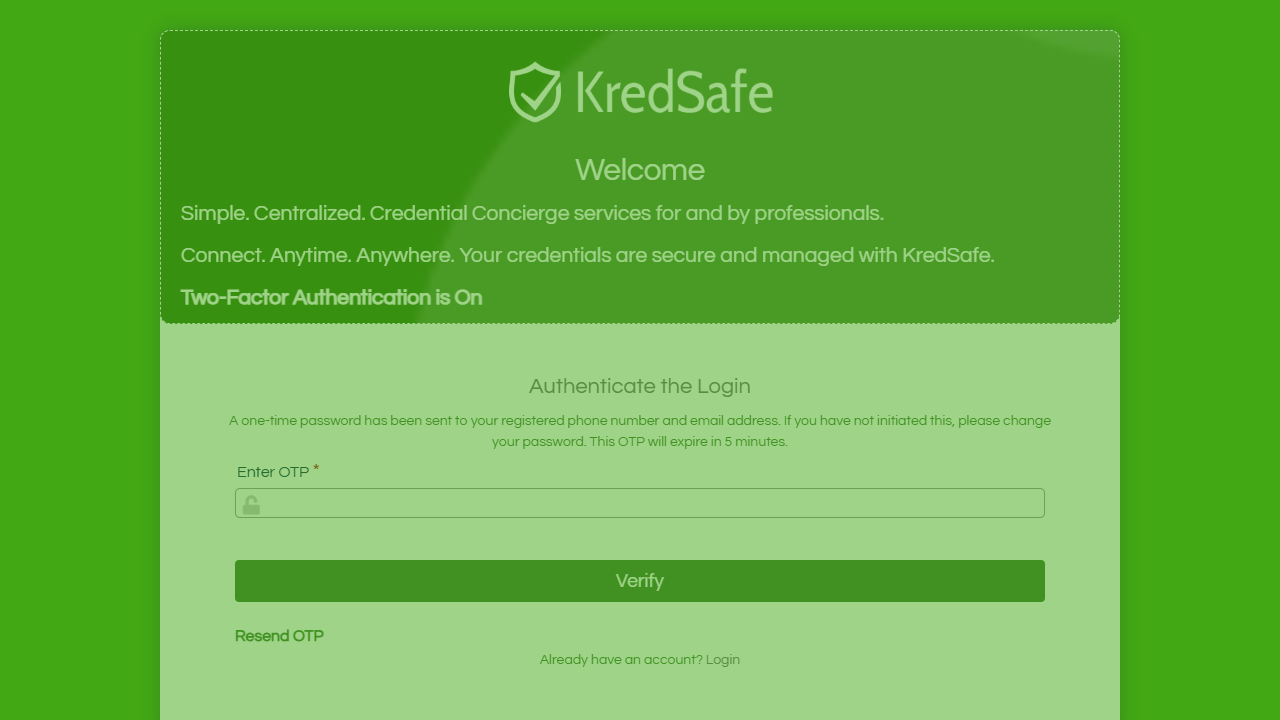 KredSafe
Welcome
Simple. Centralized. Credential Concierge services for and by professionals.
Connect. Anytime. Anywhere. Your credentials are secure and managed with KredSafe.
Two-Factor Authentication is On
Authenticate the Login
A one-time password has been sent to your registered phone number and email address. If you have not initiated this, please change
your password. This OTP will expire in 5 minutes.
Enter OTP *
Verify
Resend OTP
Already have an account? Login